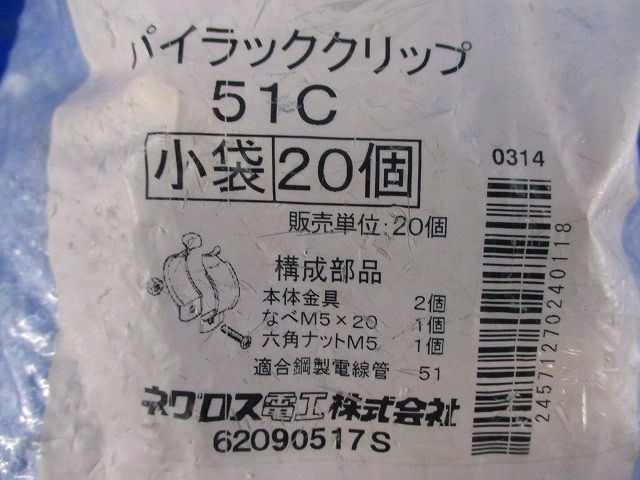 パイラッククリップ
51C
小袋 20個
販売単位:20個
構成部品
本体金具 2個
なべM5×20 1個
六角ナットM5 1個
適合鋼製電線管 51
ネグロス電工株式会社
62090517S
0314
2457127024011​8